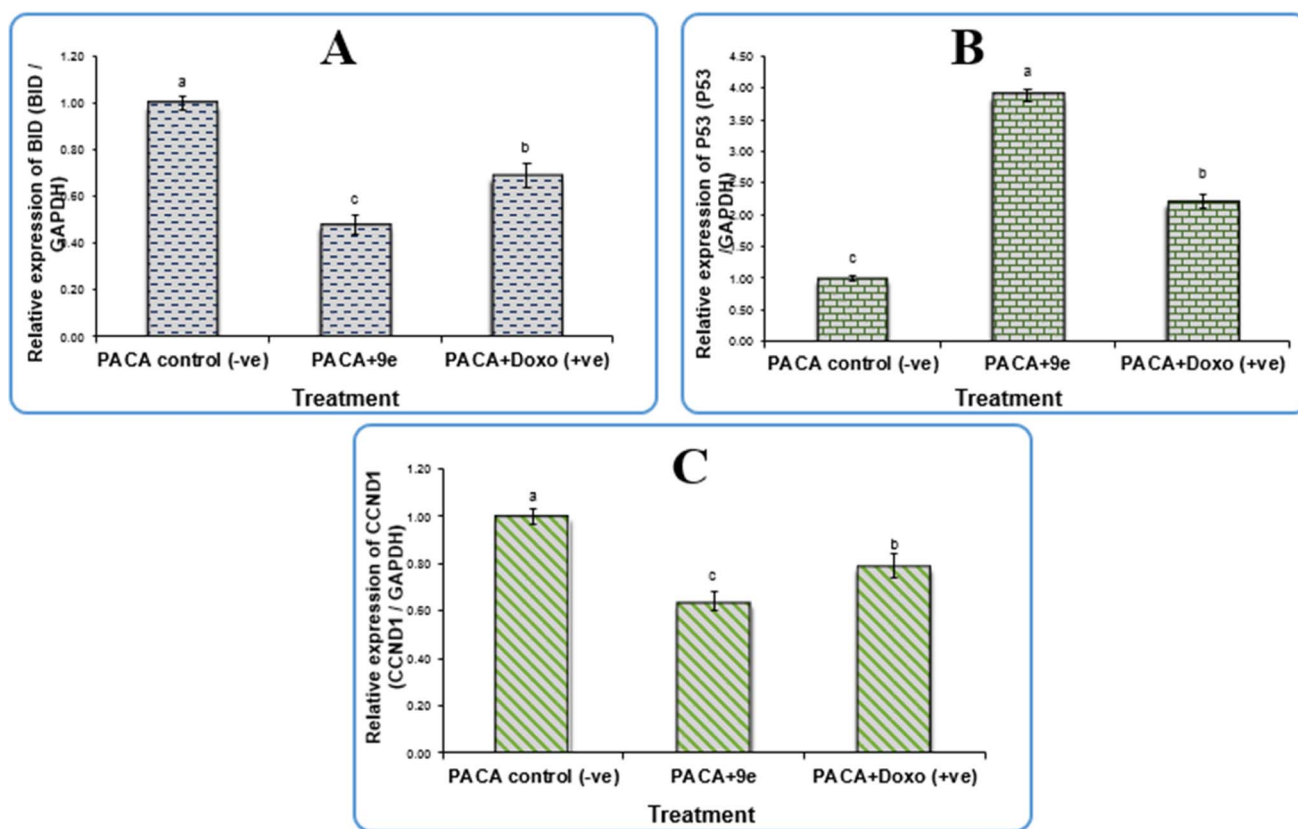 A
Relative expression of BID (BID /
GAPDH)
1.20
1.00
0.80
0.60
0.40
0.20
0.00
a
c
b
PACA control (-ve) PACA+9e PACA+Doxo (+ve)
Treatment
B
Relative expression of P53 (P53
/GAPDH)
4.50
4.00
3.50
3.00
2.50
2.00
1.50
1.00
0.50
0.00
c
a
b
PACA control (-ve) PACA+9e PACA+Doxo (+ve)
Treatment
C
Relative expression of CCND1
(CCND1 / GAPDH)
1.20
1.00
0.80
0.60
0.40
0.20
0.00
a
c
b
PACA control (-ve) PACA+9e PACA+Doxo (+ve)
Treatment